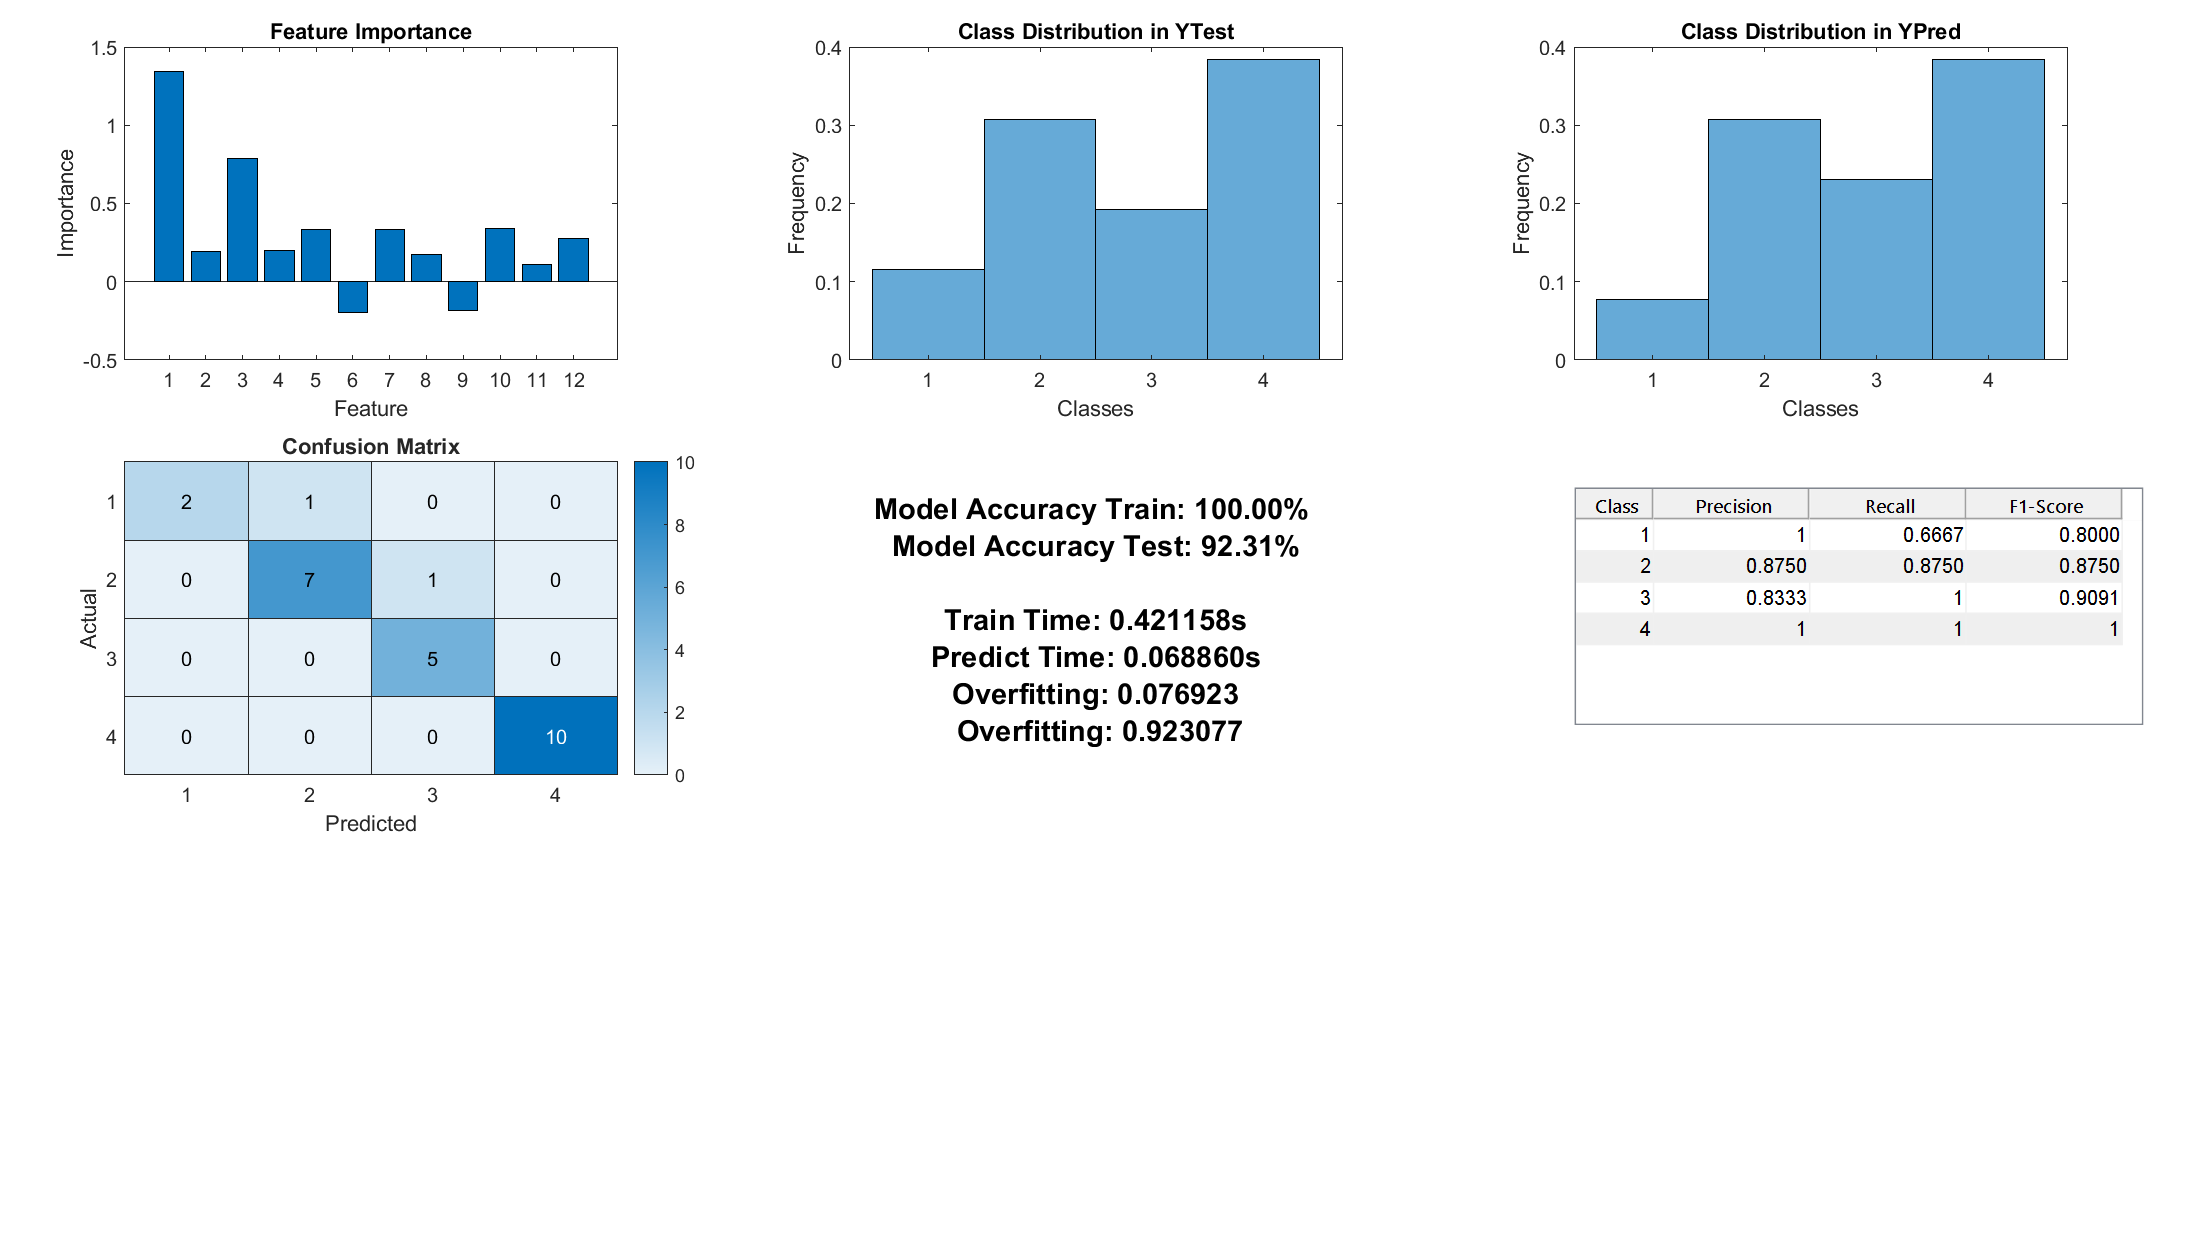 Feature Importance
1.5
1
0.5
0
-0.5
Importance
1 2 3 4 5 6 7 8 9 10 11 12
Feature
Class Distribution in YTest
0.4
0.3
0.2
0.1
0
Frequency
1 2 3 4
Classes
Class Distribution in YPred
0.4
0.3
0.2
0.1
0
Frequency
1 2 3 4
Classes
Confusion Matrix
Actual
1 2 1 0 0
2 0 7 1 0
3 0 0 5 0
4 0 0 0 10
1 2 3 4
Predicted
10
8
6
4
2
0
Model Accuracy Train: 100.00%
Model Accuracy Test: 92.31%
Train Time: 0.421158s
Predict Time: 0.068860s
Overfitting: 0.076923
Overfitting: 0.923077
Class Precision Recall F1-Score
1 1 0.6667 0.8000
2 0.8750 0.8750 0.8750
3 0.8333 1 0.9091
4 1 1 1